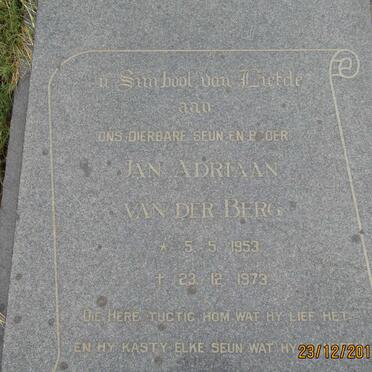 'n Simbool van Liefde
aan
ONS DIERBARE SEUN EN BROER
JAN ADRIAAN
VAN DER BERG
* 5. 5. 1953
† 23. 12. 1973
DIE HERE TUGTIG HOM WAT HY LIEF HET
EN HY KASTY ELKE SEUN WAT HY
23/12/201